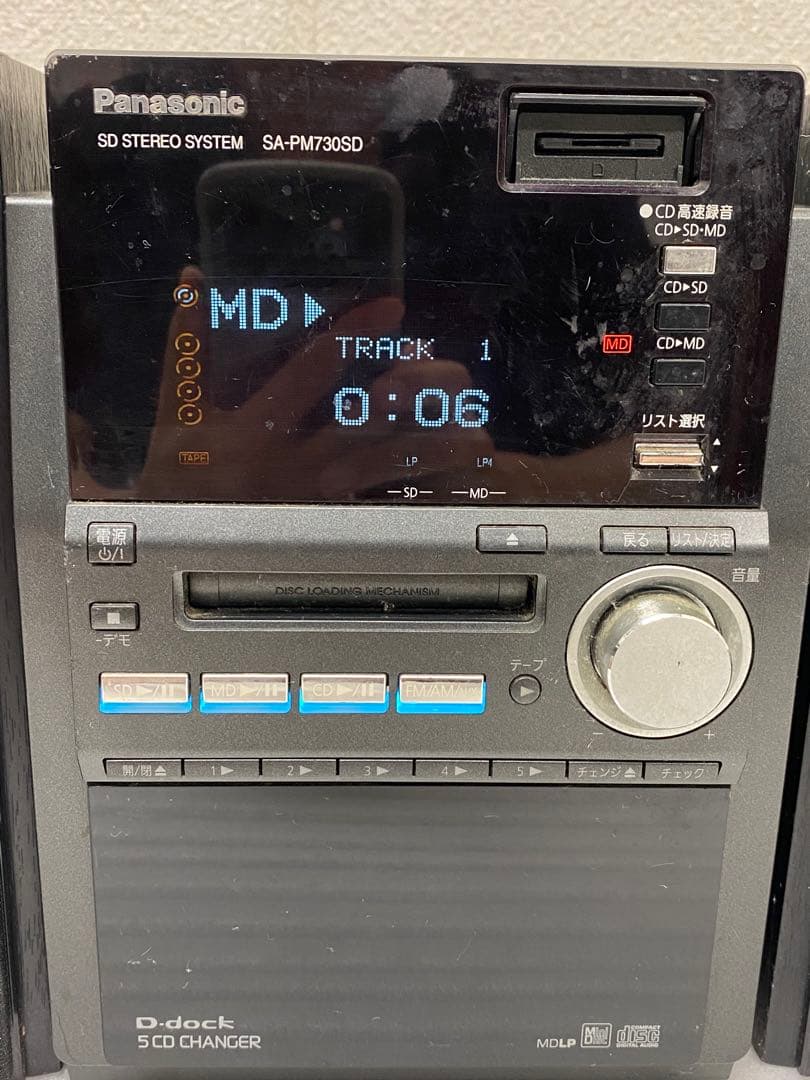 Panasonic
SD STEREO SYSTEM SA-PM730SD
CD 高速録音
CD▶SD・MD
CD▶SD
CD▶MD
MD
リスト選択
MD ▶
TRACK 1
0:06
TAPE
LP LP4
SD MD
電源
⏻/I
戻る
リスト/決定
音量
DISC LOADING MECHANISM
-デモ
テープ
SD ▶/II
MD ▶/II
CD ▶/II
FM/AM/AUX
− +
開/閉⏏ 1▶ 2▶ 3▶ 4▶ 5▶ チェンジ⏏ チェック
D-dock
5 CD CHANGER
MDLP
Mini Disc
COMPACT
disc
DIGITAL AUDIO